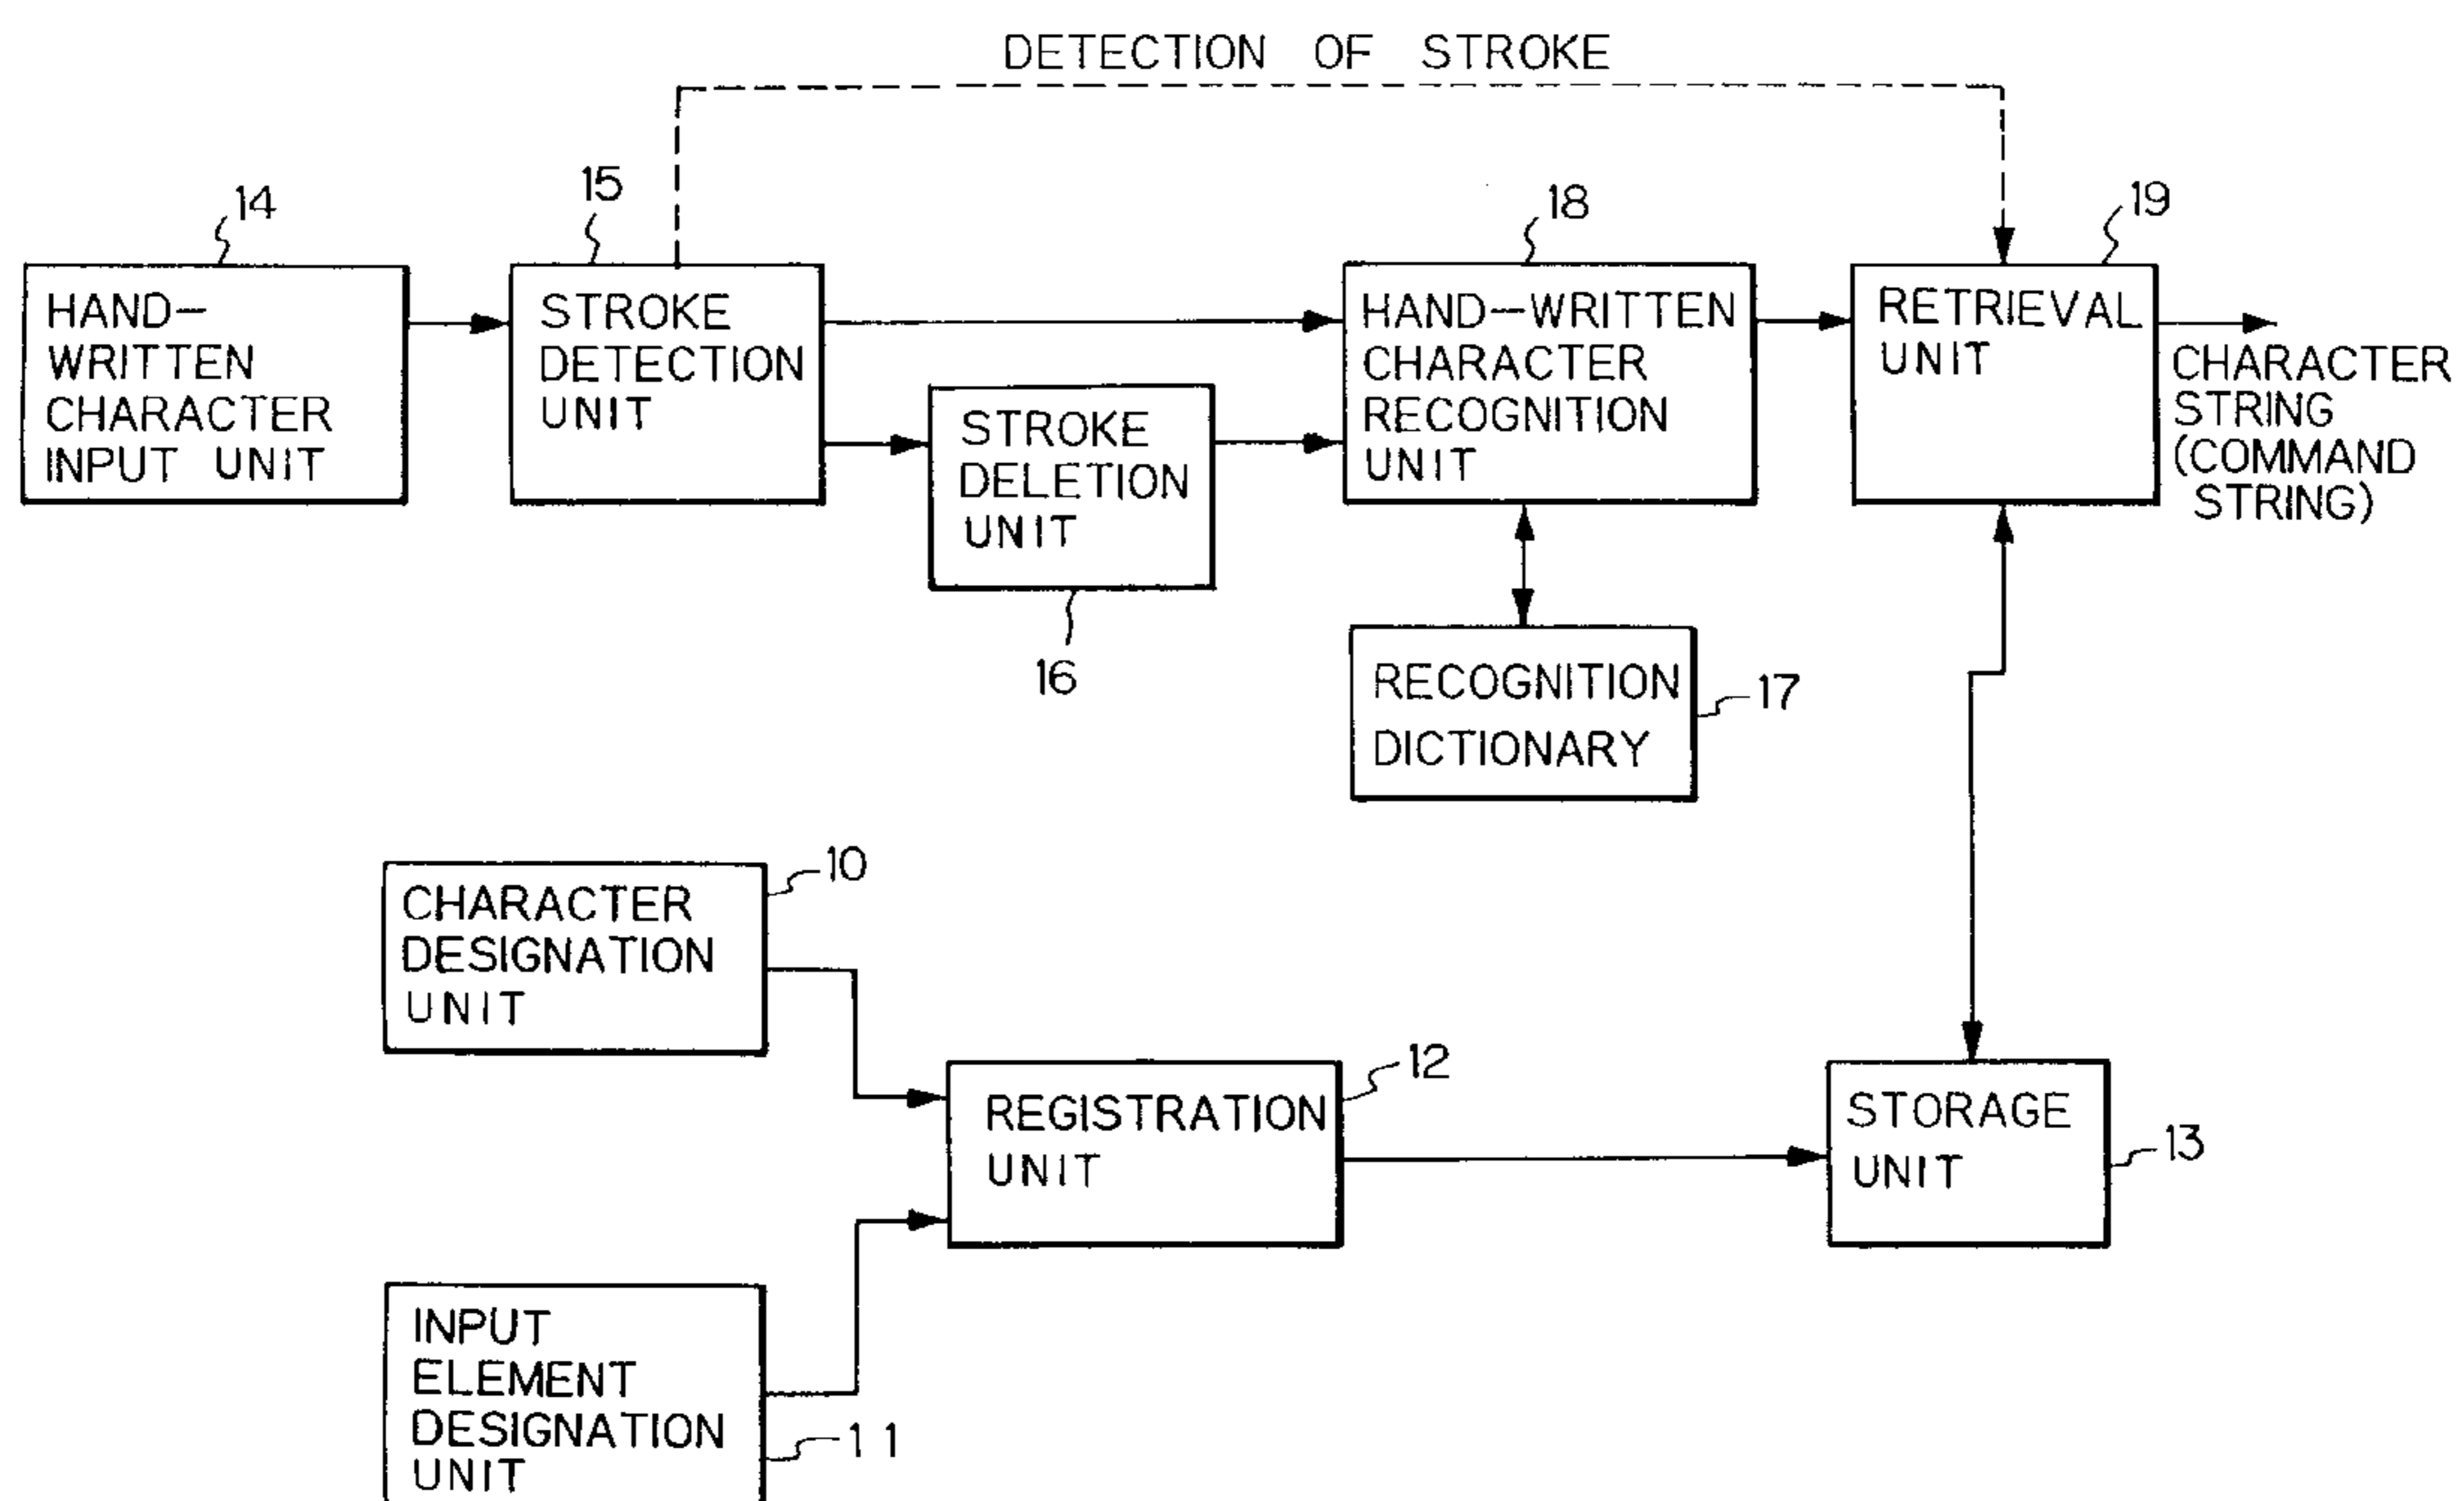 DETECTION OF STROKE
14
15
18
19
HAND-
WRITTEN
CHARACTER
INPUT UNIT
STROKE
DETECTION
UNIT
STROKE
DELETION
UNIT
16
HAND-WRITTEN
CHARACTER
RECOGNITION
UNIT
RETRIEVAL
UNIT
CHARACTER
STRING
(COMMAND
STRING)
RECOGNITION
DICTIONARY
17
CHARACTER
DESIGNATION
UNIT
10
REGISTRATION
UNIT
12
STORAGE
UNIT
13
INPUT
ELEMENT
DESIGNATION
UNIT
11